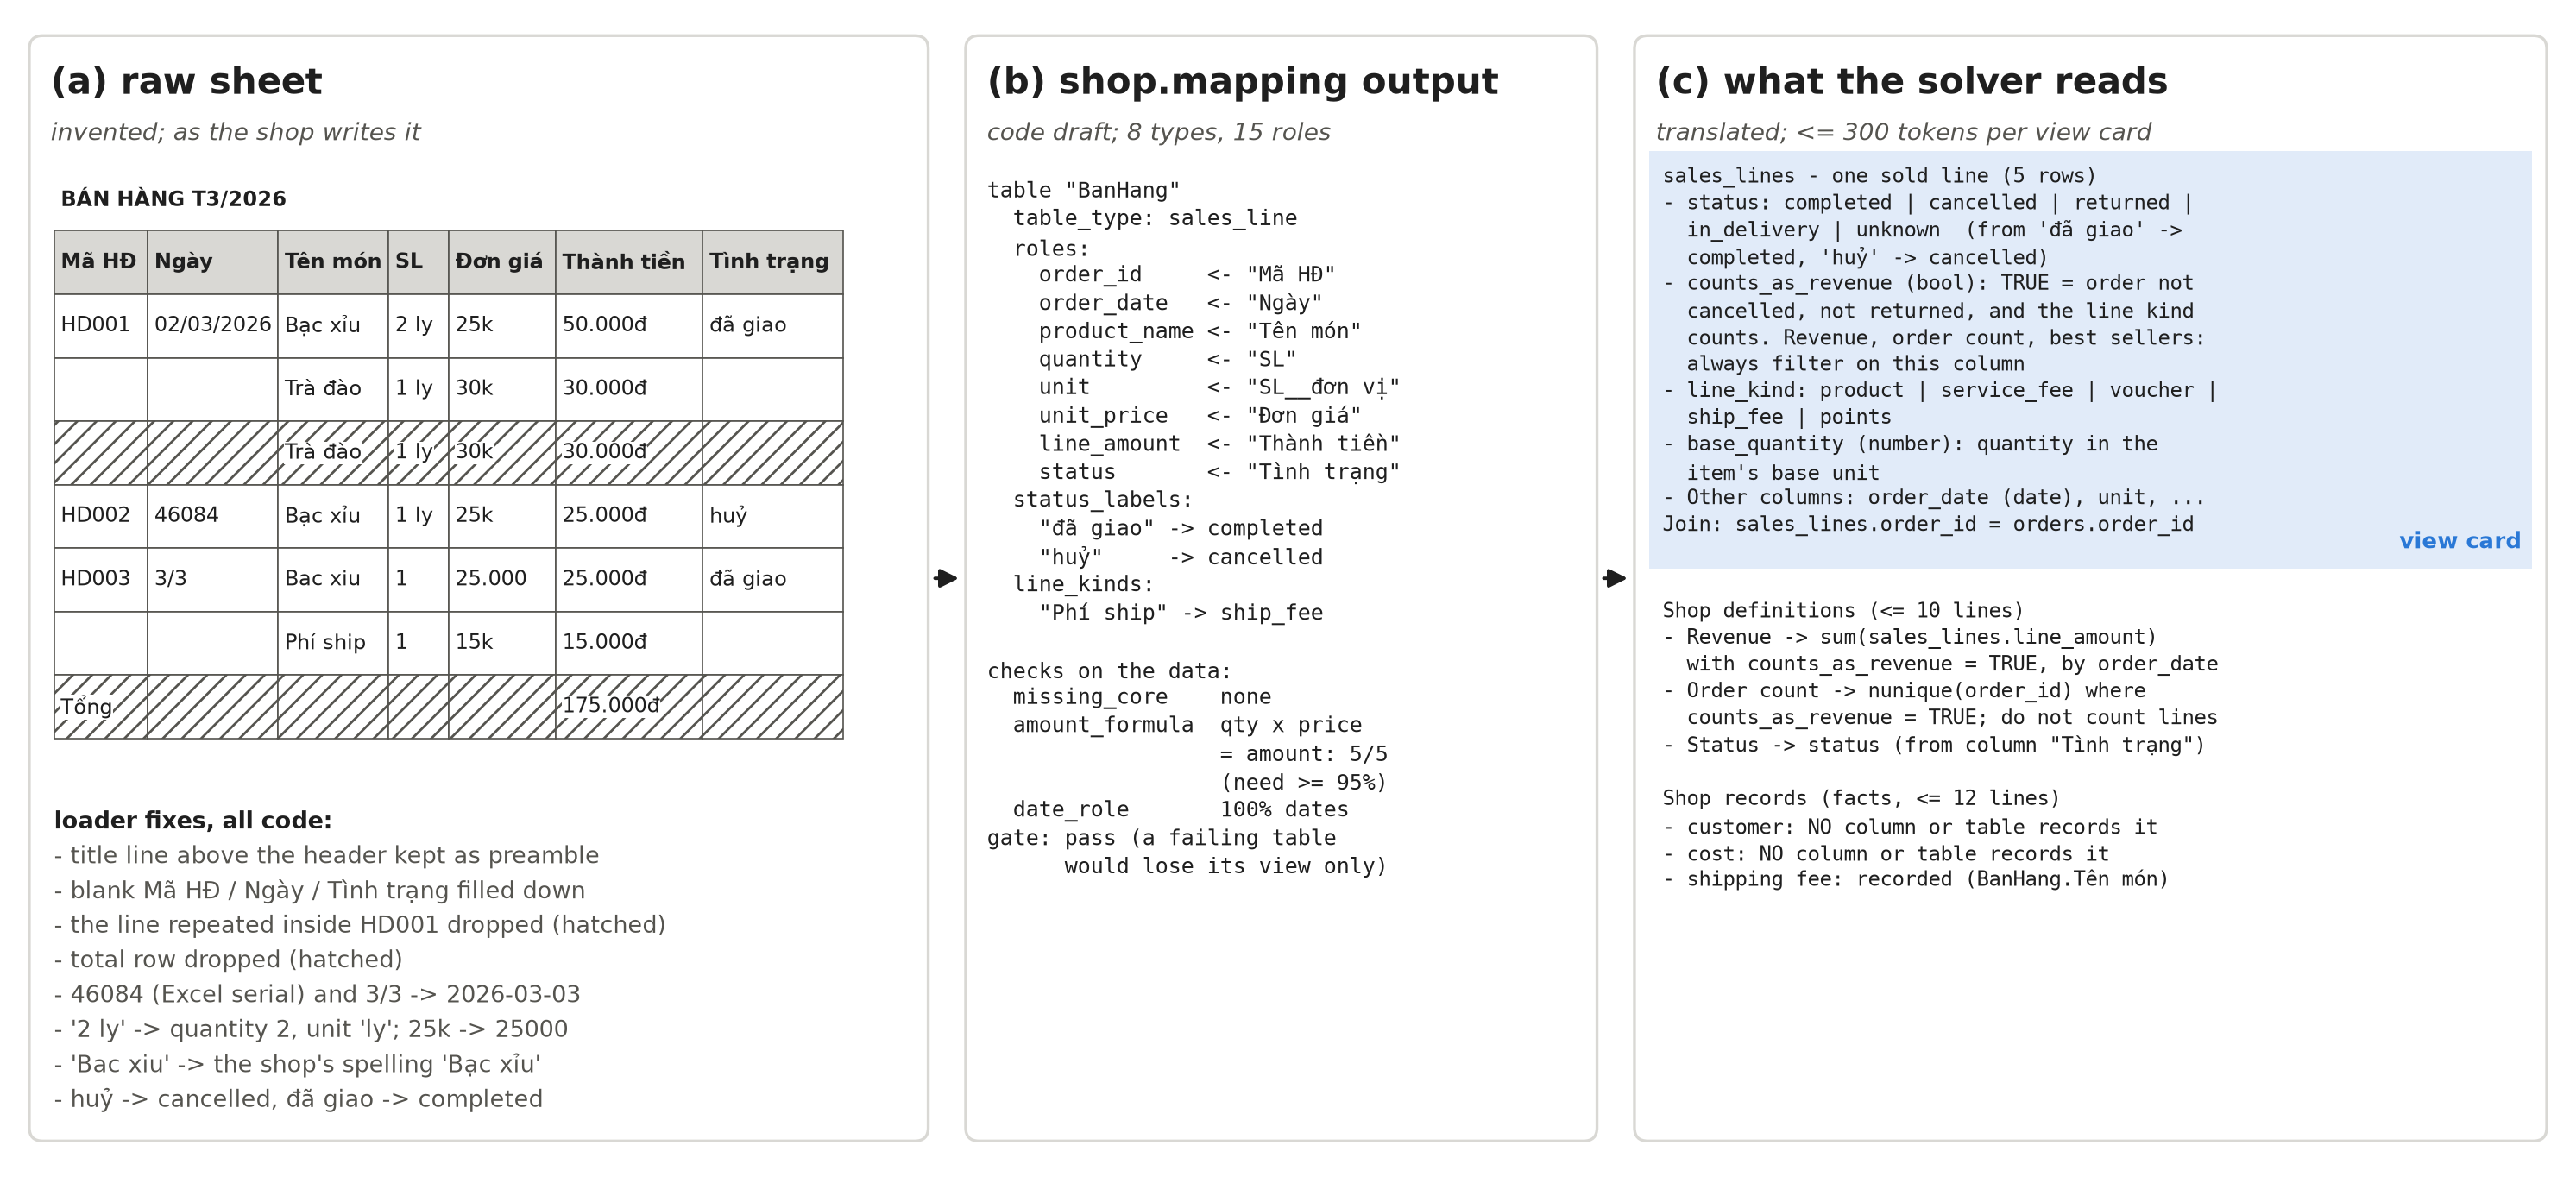 (a) raw sheet
invented; as the shop writes it
BÁN HÀNG T3/2026
Mã HĐ Ngày Tên món SL Đơn giá Thành tiền Tình trạng
HD001 02/03/2026 Bạc xỉu 2 ly 25k 50.000đ đã giao
Trà đào 1 ly 30k 30.000đ
Trà đào 1 ly 30k 30.000đ
HD002 46084 Bạc xỉu 1 ly 25k 25.000đ huỷ
HD003 3/3 Bac xiu 1 25.000 25.000đ đã giao
Phí ship 1 15k 15.000đ
Tổng 175.000đ
loader fixes, all code:
- title line above the header kept as preamble
- blank Mã HĐ / Ngày / Tình trạng filled down
- the line repeated inside HD001 dropped (hatched)
- total row dropped (hatched)
- 46084 (Excel serial) and 3/3 -> 2026-03-03
- '2 ly' -> quantity 2, unit 'ly'; 25k -> 25000
- 'Bac xiu' -> the shop's spelling 'Bạc xỉu'
- huỷ -> cancelled, đã giao -> completed
(b) shop.mapping output
code draft; 8 types, 15 roles
table "BanHang"
table_type: sales_line
roles:
order_id <- "Mã HĐ"
order_date <- "Ngày"
product_name <- "Tên món"
quantity <- "SL"
unit <- "SL__đơn vị"
unit_price <- "Đơn giá"
line_amount <- "Thành tiền"
status <- "Tình trạng"
status_labels:
"đã giao" -> completed
"huỷ" -> cancelled
line_kinds:
"Phí ship" -> ship_fee
checks on the data:
missing_core none
amount_formula qty x price
= amount: 5/5
(need >= 95%)
date_role 100% dates
gate: pass (a failing table
would lose its view only)
(c) what the solver reads
translated; <= 300 tokens per view card
sales_lines - one sold line (5 rows)
- status: completed | cancelled | returned |
in_delivery | unknown (from 'đã giao' ->
completed, 'huỷ' -> cancelled)
- counts_as_revenue (bool): TRUE = order not
cancelled, not returned, and the line kind
counts. Revenue, order count, best sellers:
always filter on this column
- line_kind: product | service_fee | voucher |
ship_fee | points
- base_quantity (number): quantity in the
item's base unit
- Other columns: order_date (date), unit, ...
Join: sales_lines.order_id = orders.order_id
view card
Shop definitions (<= 10 lines)
- Revenue -> sum(sales_lines.line_amount)
with counts_as_revenue = TRUE, by order_date
- Order count -> nunique(order_id) where
counts_as_revenue = TRUE; do not count lines
- Status -> status (from column "Tình trạng")
Shop records (facts, <= 12 lines)
- customer: NO column or table records it
- cost: NO column or table records it
- shipping fee: recorded (BanHang.Tên món)